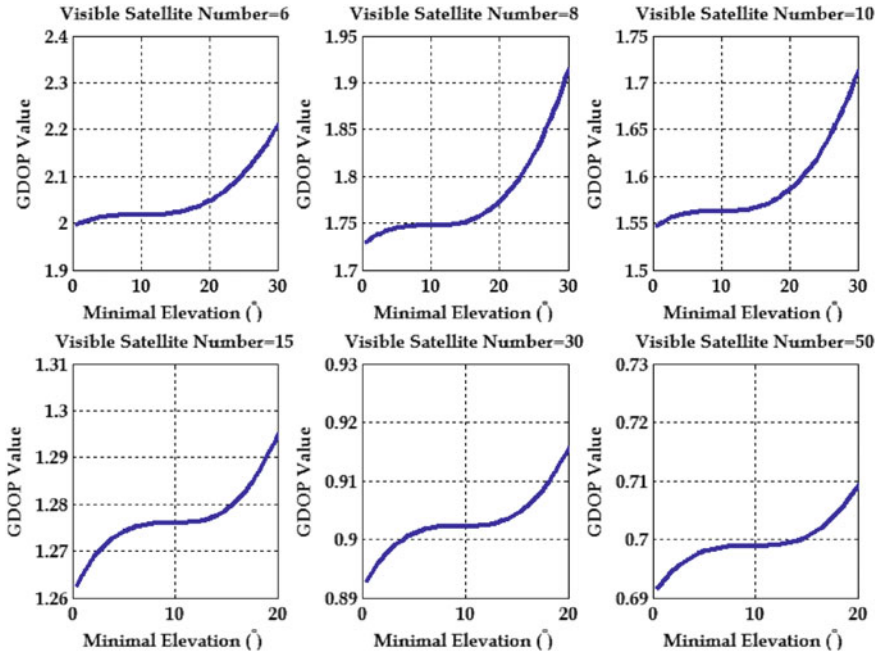 Visible Satellite Number=6
2.4
2.3
2.2
2.1
2
1.9
GDOP Value
0 10 20 30
Minimal Elevation (°)
Visible Satellite Number=8
1.95
1.9
1.85
1.8
1.75
1.7
GDOP Value
0 10 20 30
Minimal Elevation (°)
Visible Satellite Number=10
1.75
1.7
1.65
1.6
1.55
1.5
GDOP Value
0 10 20 30
Minimal Elevation (°)
Visible Satellite Number=15
1.31
1.3
1.29
1.28
1.27
1.26
GDOP Value
0 10 20
Minimal Elevation (°)
Visible Satellite Number=30
0.93
0.92
0.91
0.9
0.89
GDOP Value
0 10 20
Minimal Elevation (°)
Visible Satellite Number=50
0.73
0.72
0.71
0.7
0.69
GDOP Value
0 10 20
Minimal Elevation (°)